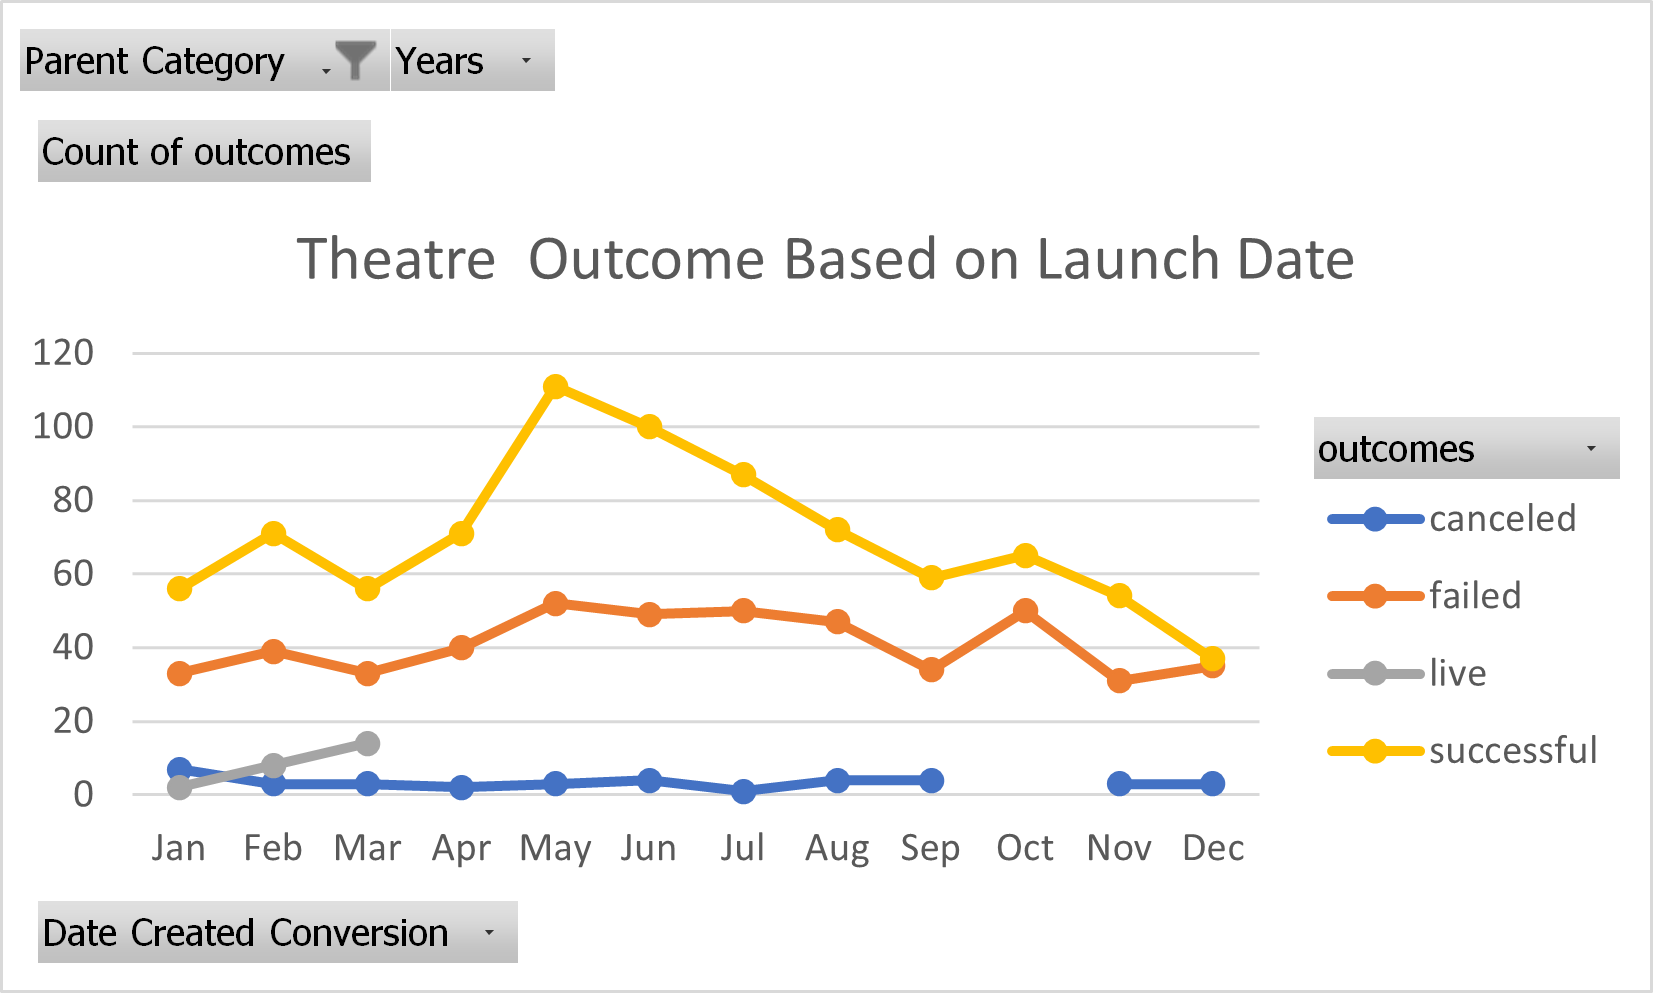 Parent Category Years
Count of outcomes
Theatre  Outcome Based on Launch Date
120
100
80
60
40
20
0
Jan Feb Mar Apr May Jun Jul Aug Sep Oct Nov Dec
outcomes
canceled
failed
live
successful
Date Created Conversion